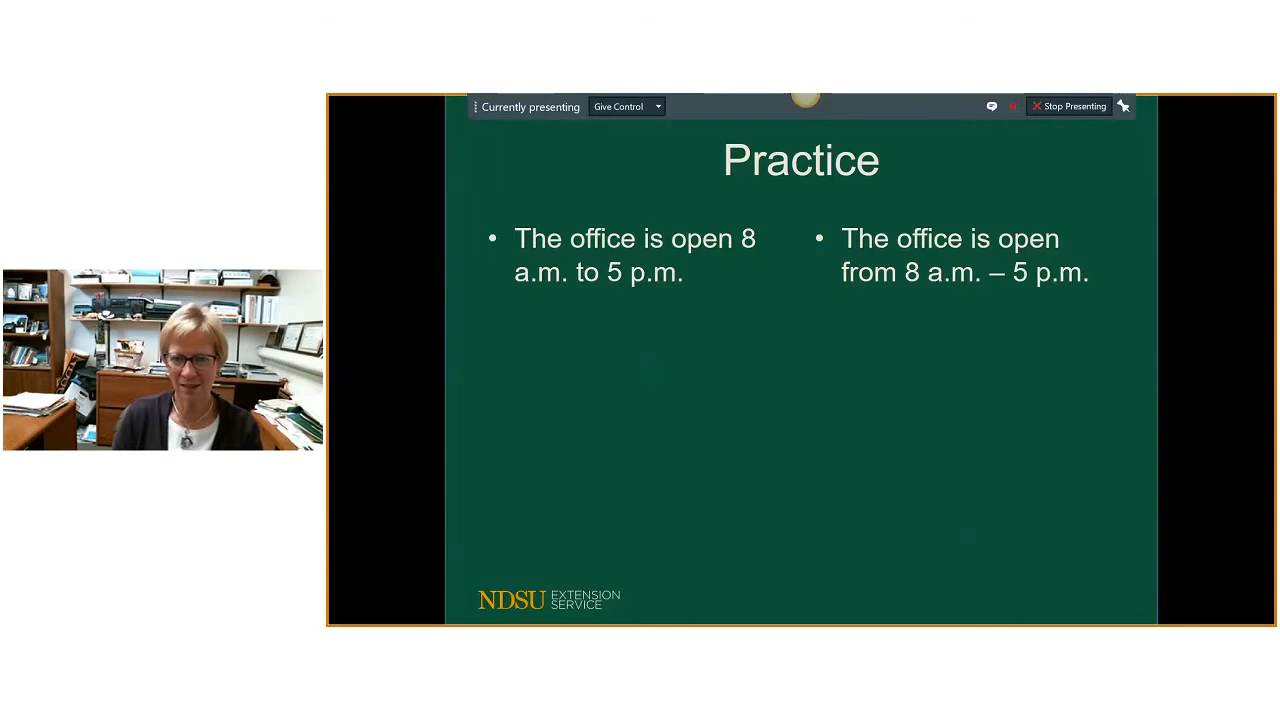 Currently presenting Give Control Stop Presenting
Practice
• The office is open 8
a.m. to 5 p.m.
• The office is open
from 8 a.m. – 5 p.m.
NDSU EXTENSION
SERVICE